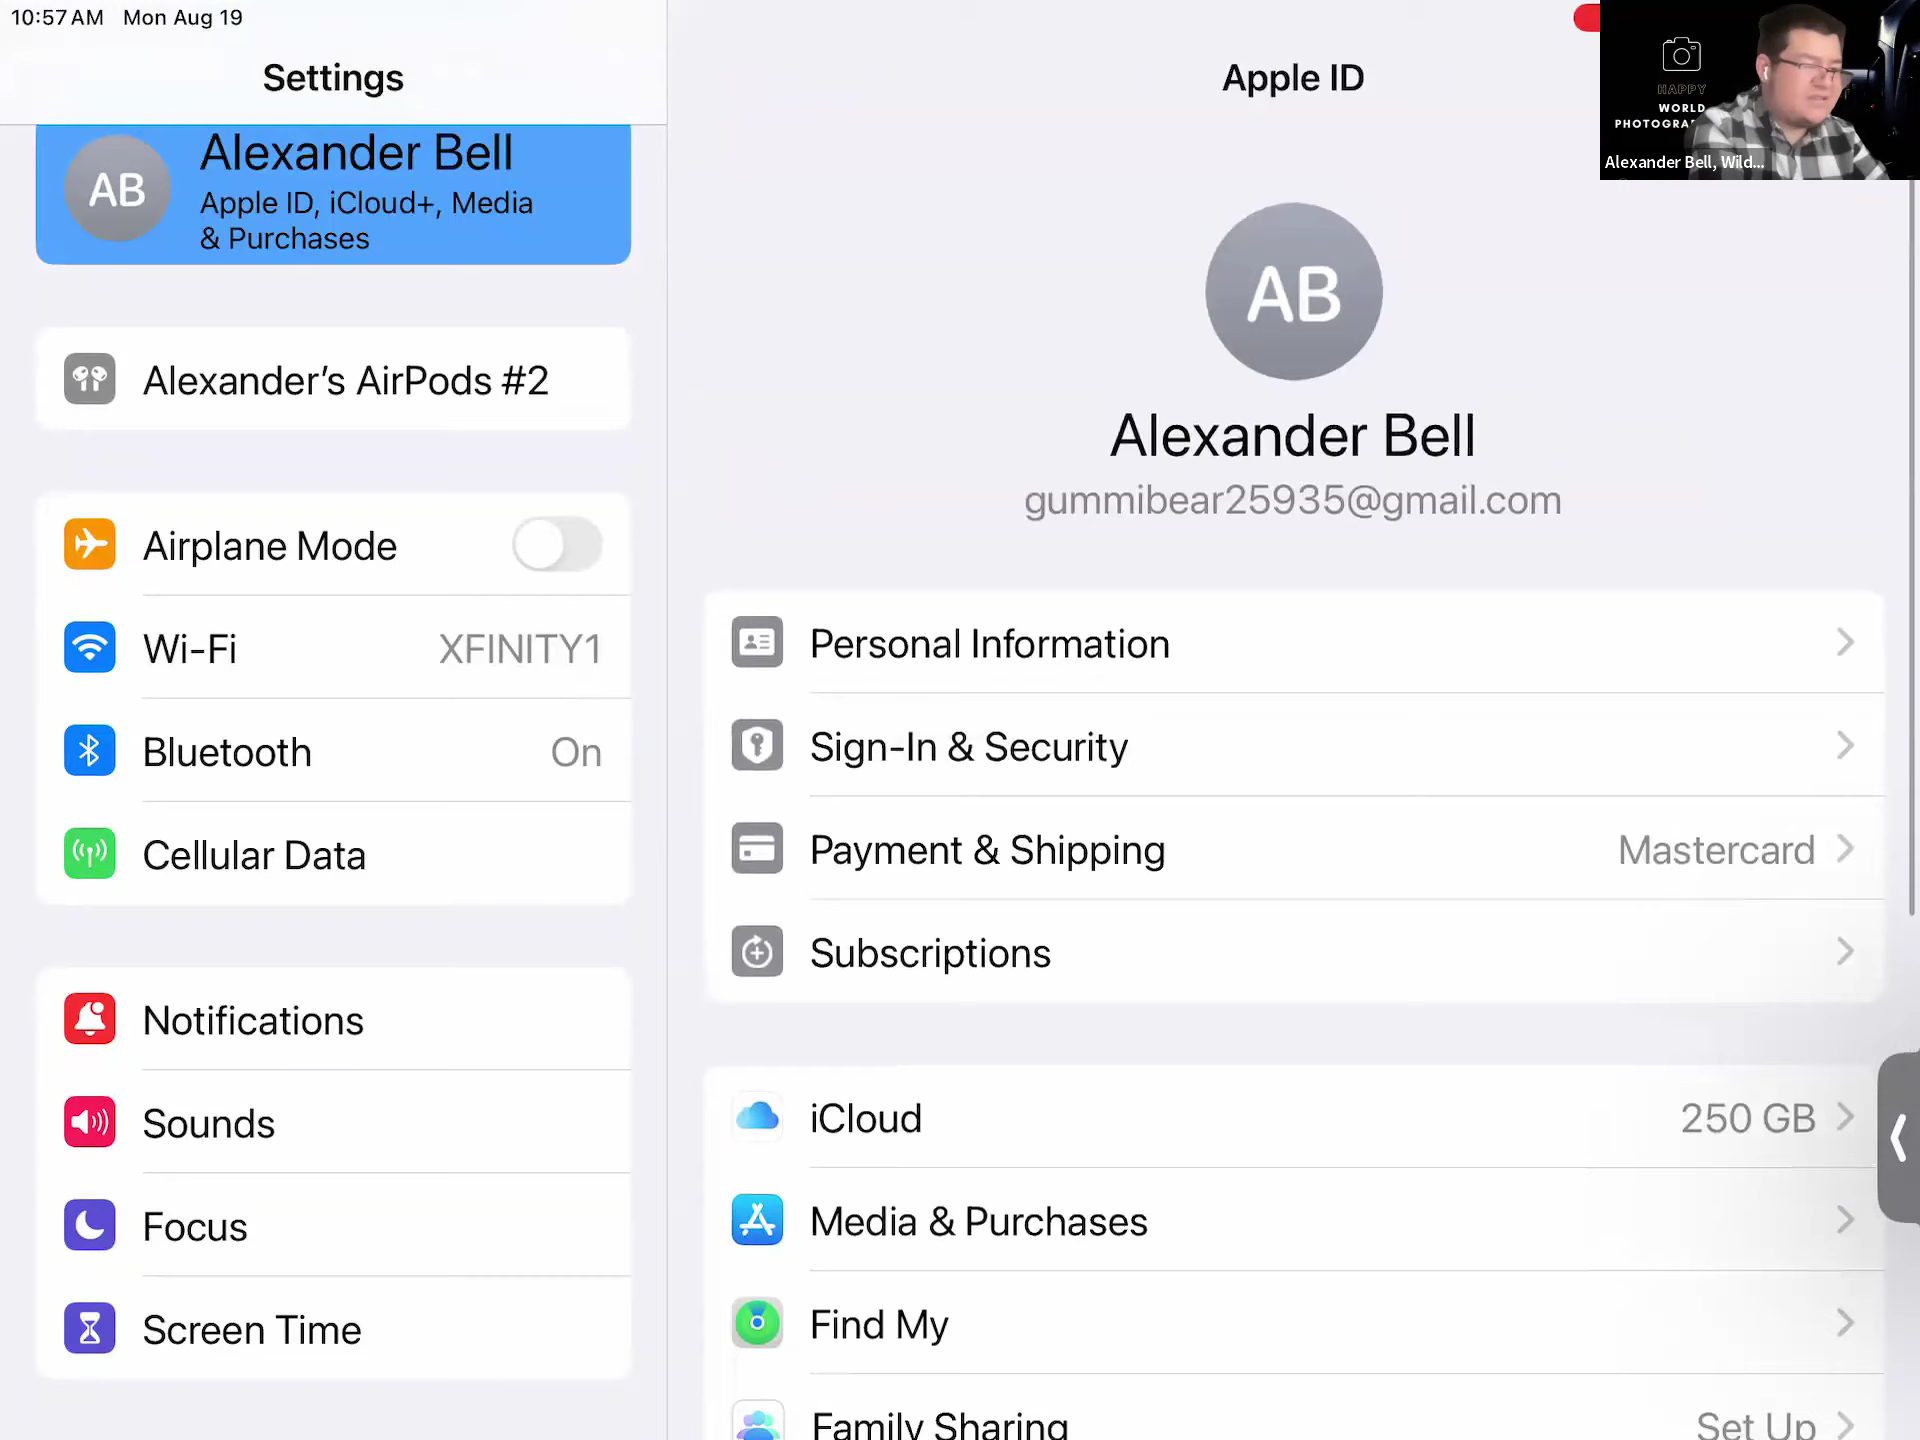 10:57 AM Mon Aug 19
Settings
AB
Alexander Bell
Apple ID, iCloud+, Media
& Purchases
Alexander’s AirPods #2
Airplane Mode
Wi-Fi XFINITY1
Bluetooth On
Cellular Data
Notifications
Sounds
Focus
Screen Time
Apple ID
AB
Alexander Bell
gummibear25935@gmail.com
Personal Information
Sign-In & Security
Payment & Shipping Mastercard
Subscriptions
iCloud 250 GB
Media & Purchases
Find My
Family Sharing Set Up
HAPPY
WORLD
PHOTOGRA
Alexander Bell, Wild...